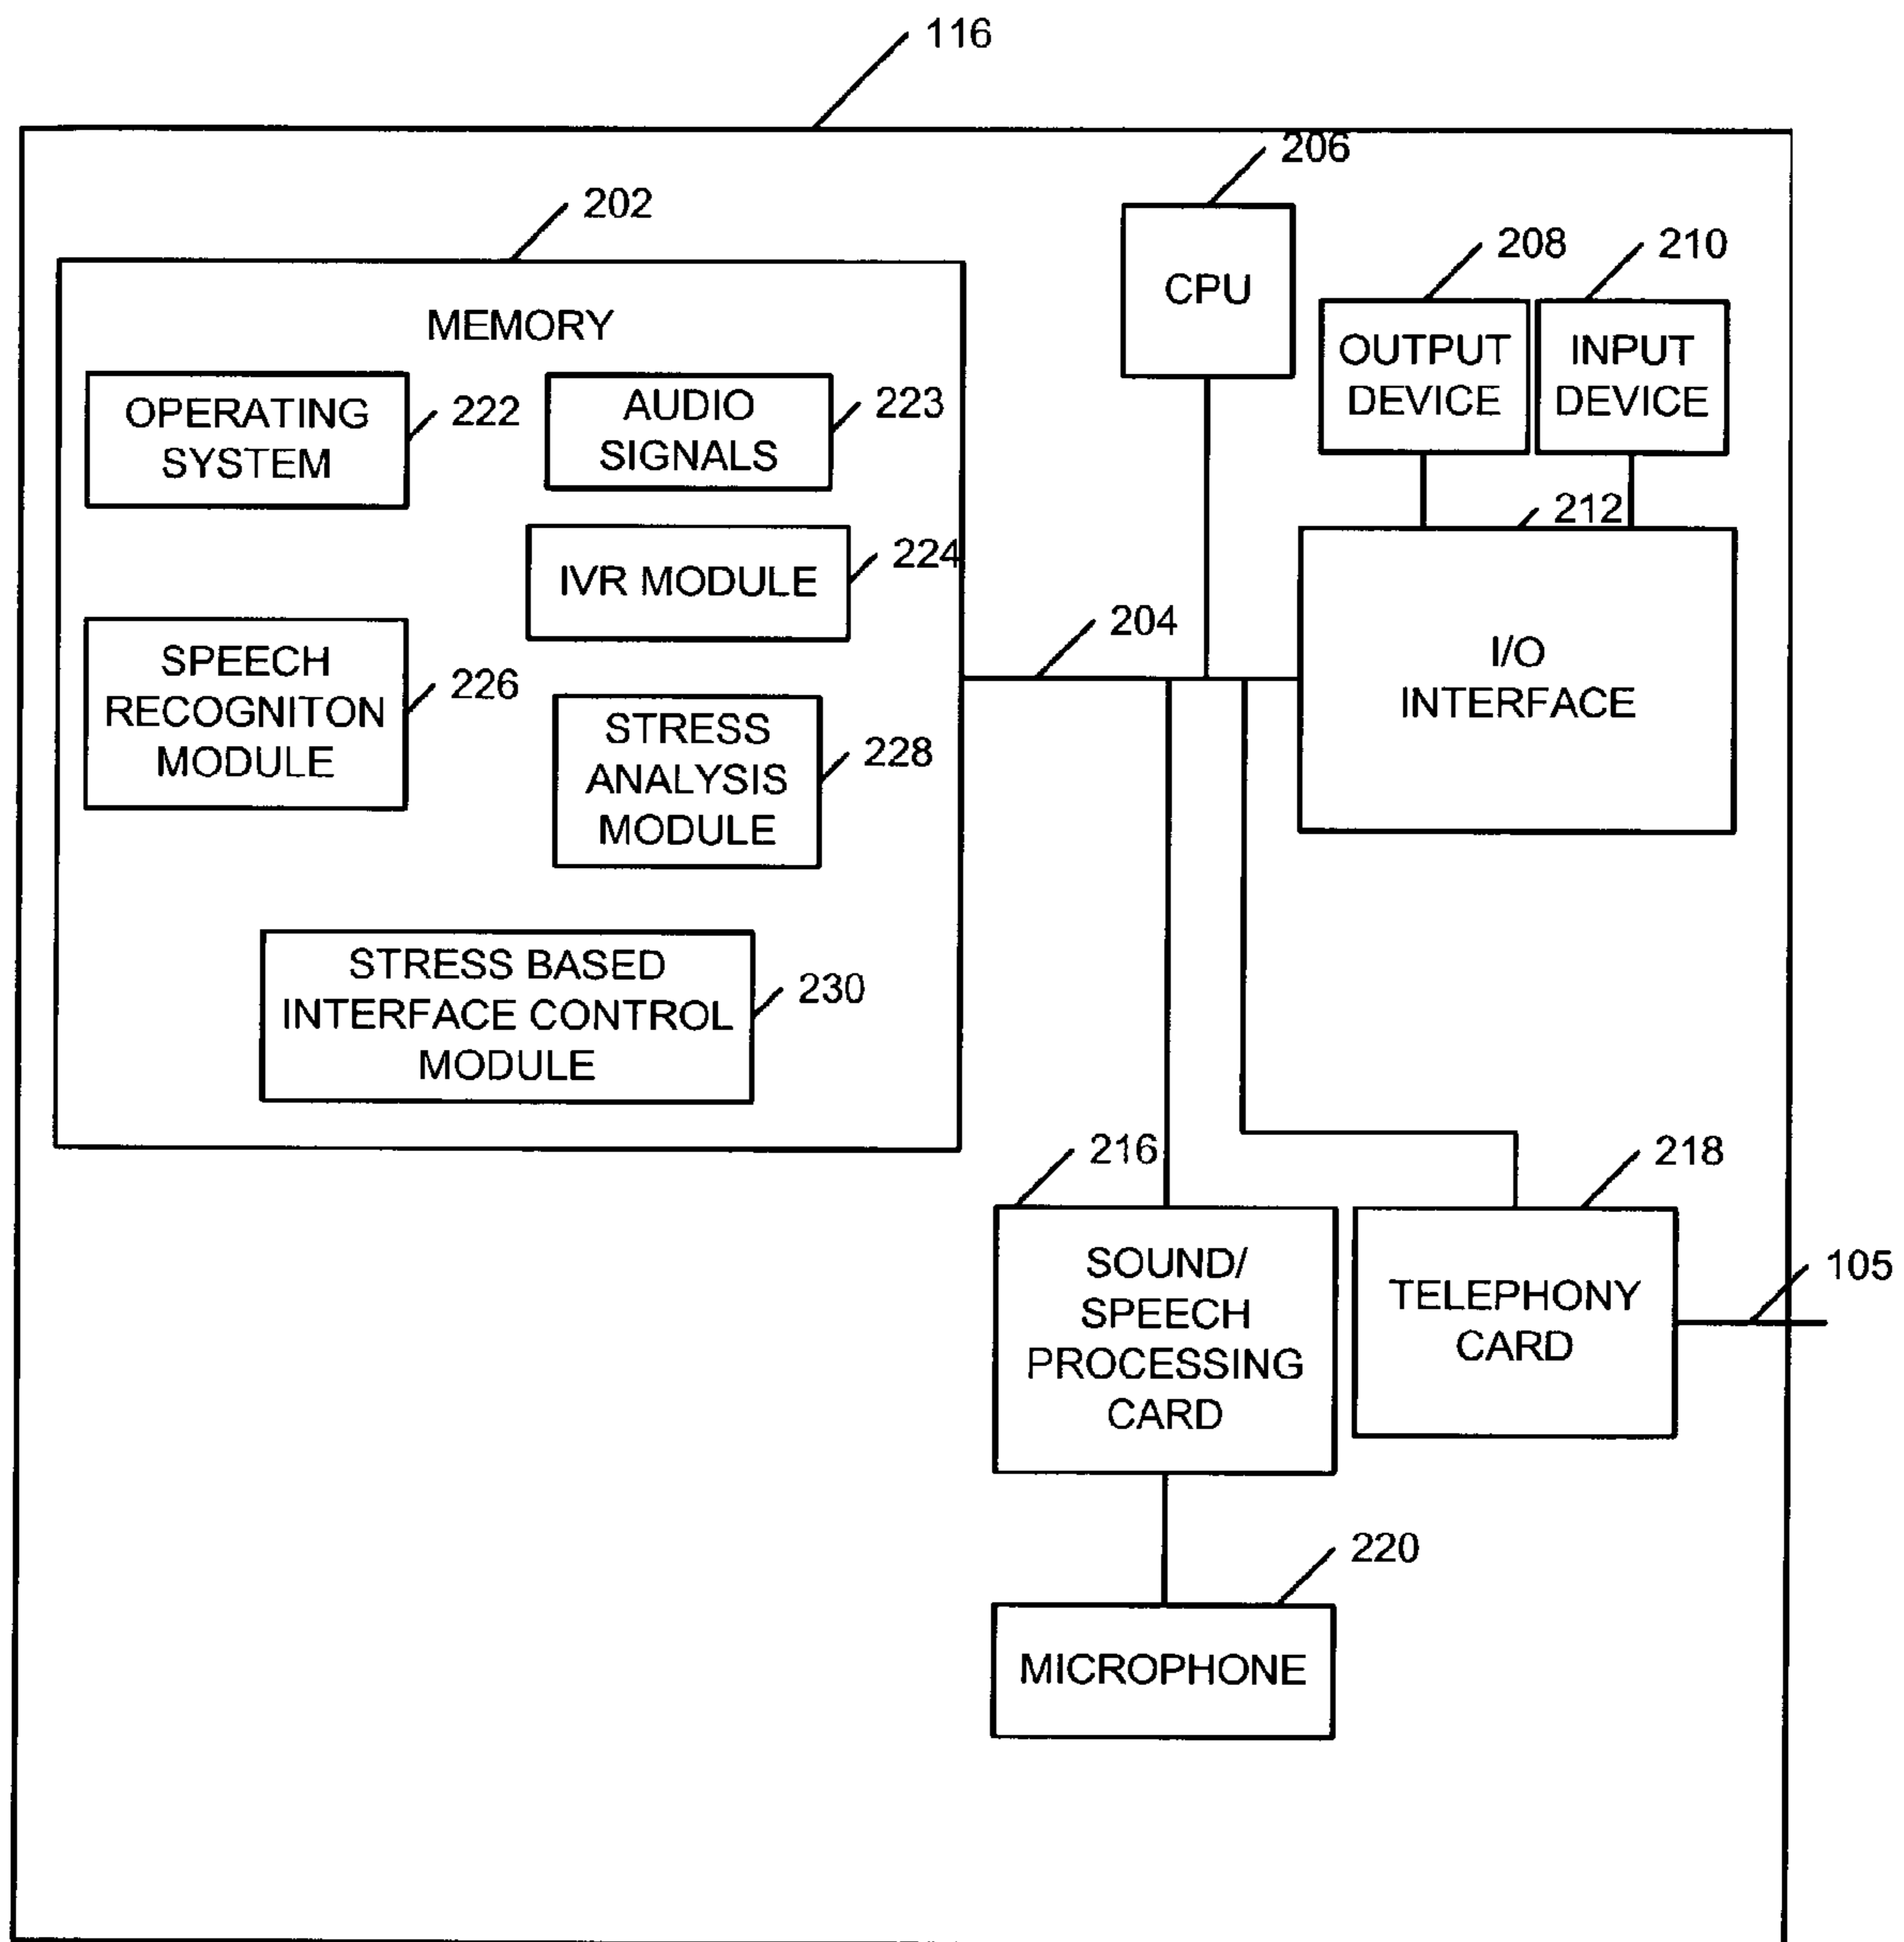 116
206
202
208
210
CPU
MEMORY
OUTPUT
DEVICE
INPUT
DEVICE
OPERATING
SYSTEM
222
AUDIO
SIGNALS
223
212
IVR MODULE
224
204
SPEECH
RECOGNITON
MODULE
226
I/O
INTERFACE
STRESS
ANALYSIS
MODULE
228
STRESS BASED
INTERFACE CONTROL
MODULE
230
216
218
SOUND/
SPEECH
PROCESSING
CARD
TELEPHONY
CARD
105
220
MICROPHONE